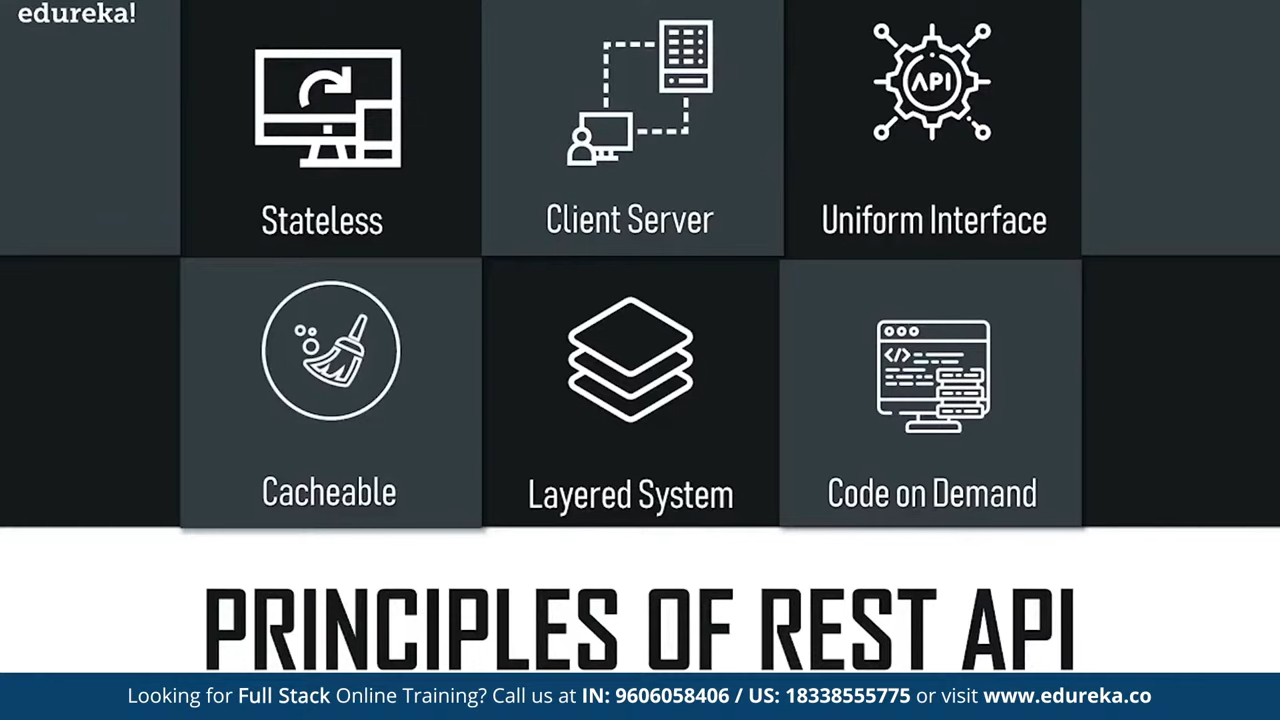 edureka!
API
Stateless
Client Server
Uniform Interface
</>
Cacheable
Layered System
Code on Demand
PRINCIPLES OF REST API
Looking for Full Stack Online Training? Call us at IN: 9606058406 / US: 18338555775 or visit www.edureka.co